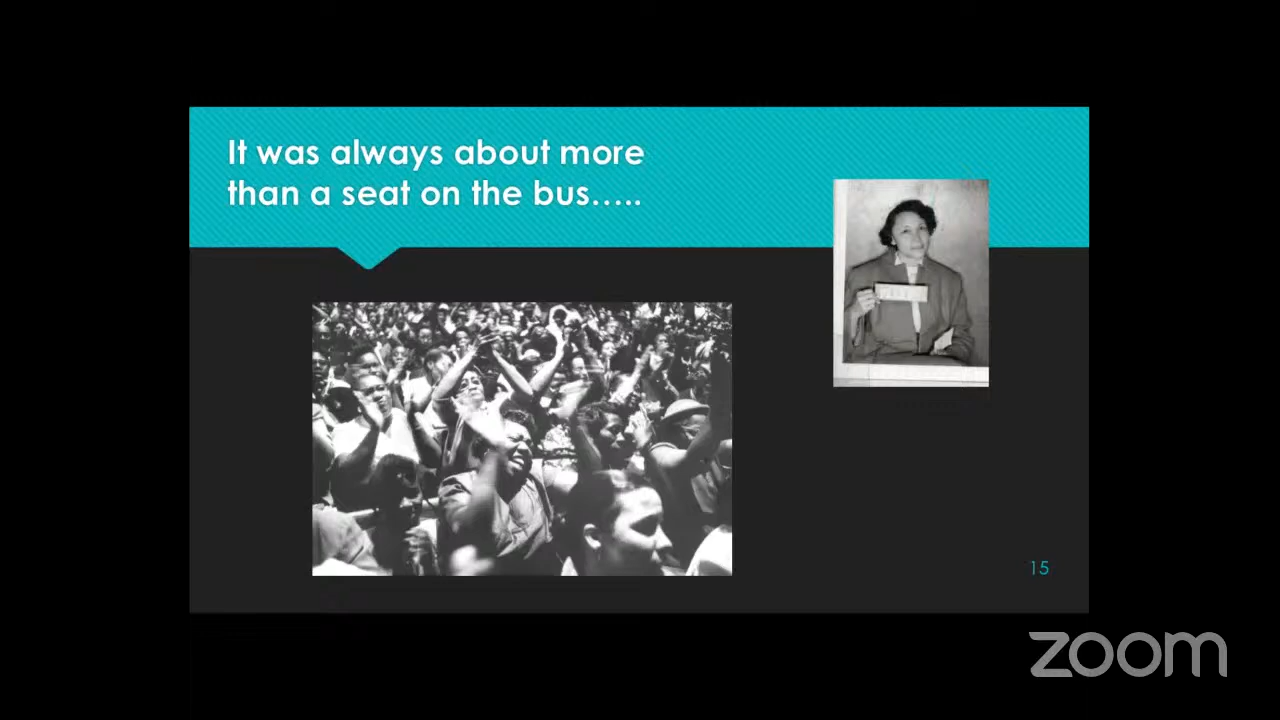 It was always about more
than a seat on the bus…..
15
zoom